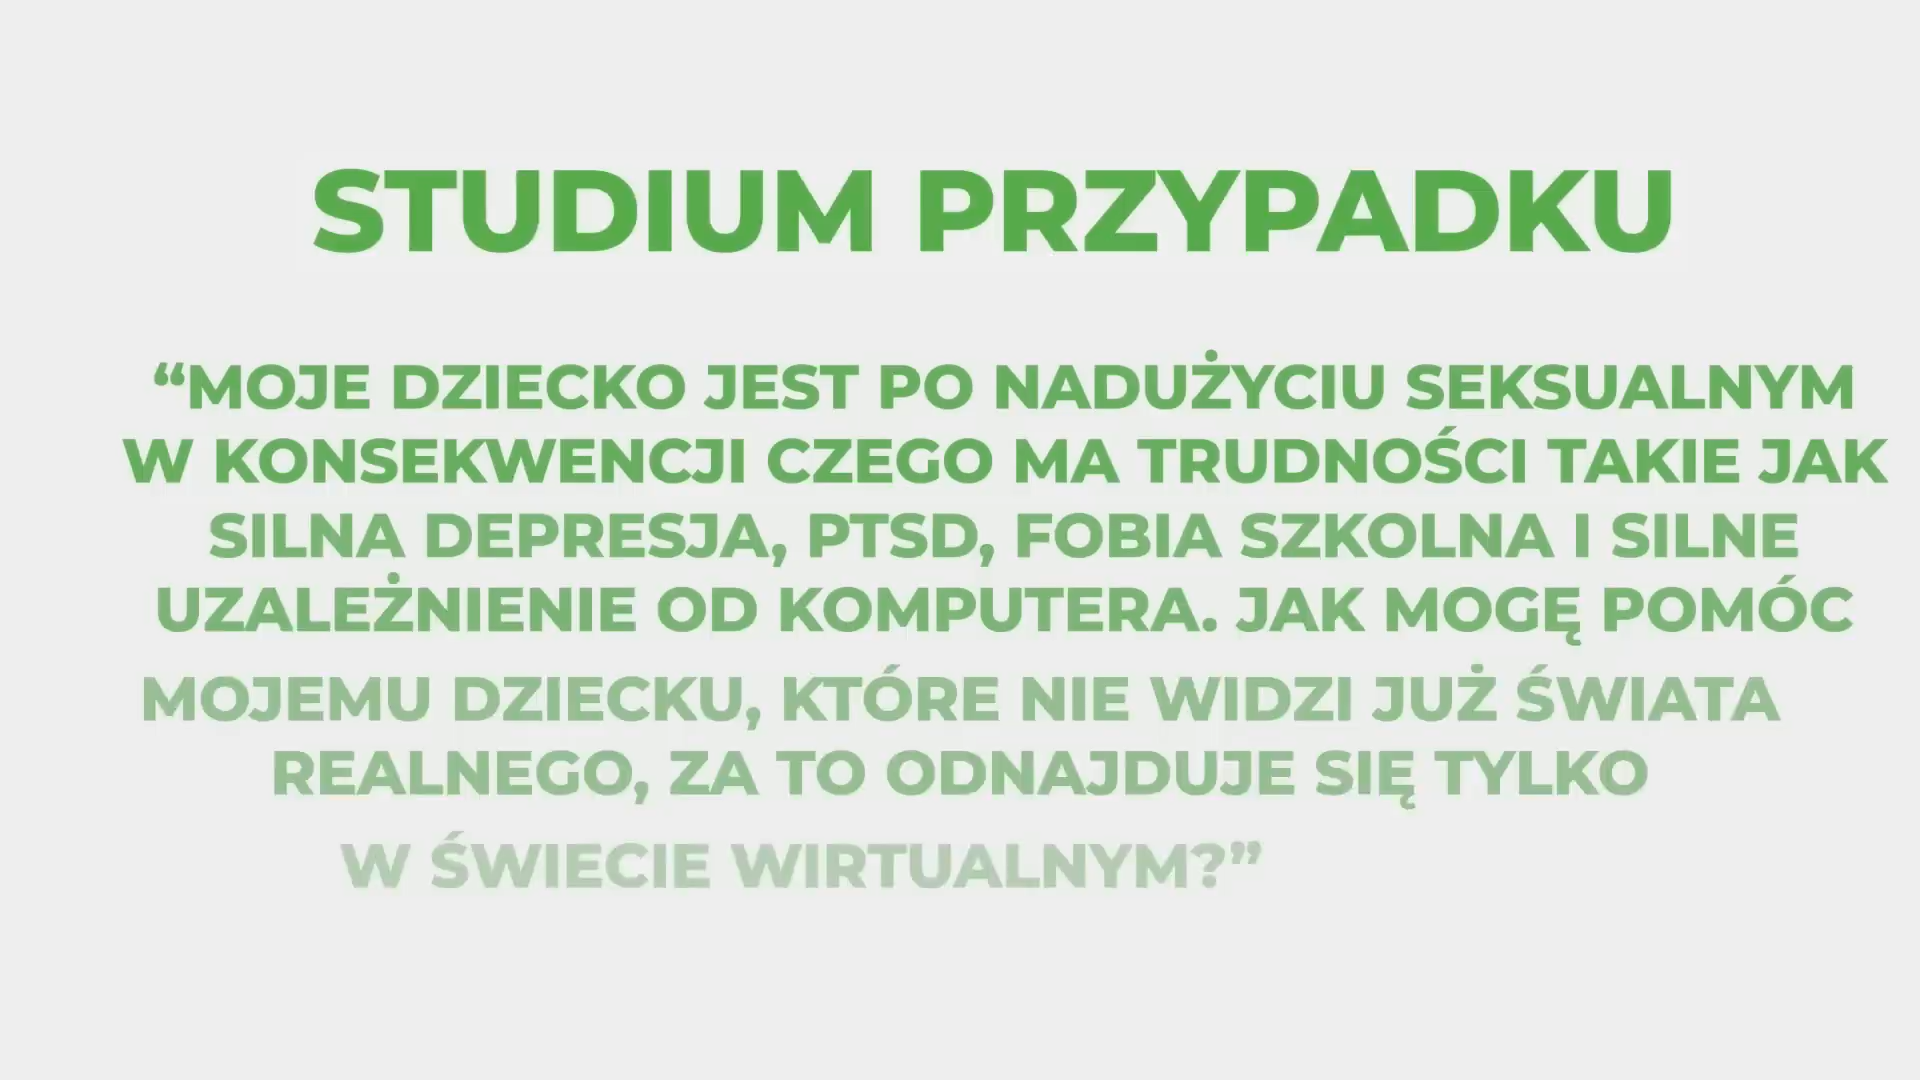 STUDIUM PRZYPADKU
“MOJE DZIECKO JEST PO NADUŻYCIU SEKSUALNYM
W KONSEKWENCJI CZEGO MA TRUDNOŚCI TAKIE JAK
SILNA DEPRESJA, PTSD, FOBIA SZKOLNA I SILNE
UZALEŻNIENIE OD KOMPUTERA. JAK MOGĘ POMÓC
MOJEMU DZIECKU, KTÓRE NIE WIDZI JUŻ ŚWIATA
REALNEGO, ZA TO ODNAJDUJE SIĘ TYLKO
W ŚWIECIE WIRTUALNYM?”